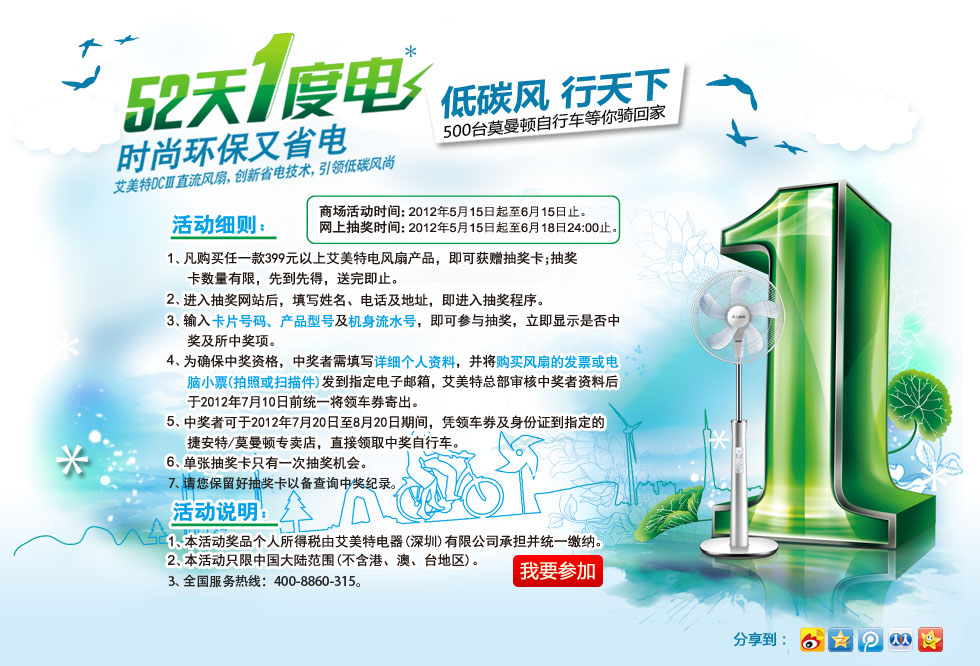 52天1度电*
时尚环保又省电
艾美特DCⅢ直流风扇，创新省电技术，引领低碳风尚
低碳风 行天下
500台莫曼顿自行车等你骑回家
商场活动时间：2012年5月15日起至6月15日止。
网上抽奖时间：2012年5月15日起至6月18日24:00止。
活动细则：
1、凡购买任一款399元以上艾美特电风扇产品，即可获赠抽奖卡;抽奖
卡数量有限，先到先得，送完即止。
2、进入抽奖网站后，填写姓名、电话及地址，即进入抽奖程序。
3、输入卡片号码、产品型号及机身流水号，即可参与抽奖，立即显示是否中
奖及所中奖项。
4、为确保中奖资格，中奖者需填写详细个人资料，并将购买风扇的发票或电
脑小票(拍照或扫描件)发到指定电子邮箱，艾美特总部审核中奖者资料后
于2012年7月10日前统一将领车券寄出。
5、中奖者可于2012年7月20日至8月20日期间，凭领车券及身份证到指定的
捷安特/莫曼顿专卖店，直接领取中奖自行车。
6、单张抽奖卡只有一次抽奖机会。
7、请您保留好抽奖卡以备查询中奖纪录。
活动说明：
1、本活动奖品个人所得税由艾美特电器(深圳)有限公司承担并统一缴纳。
2、本活动只限中国大陆范围(不含港、澳、台地区)。
3、全国服务热线：400-8860-315。
我要参加
1
分享到：